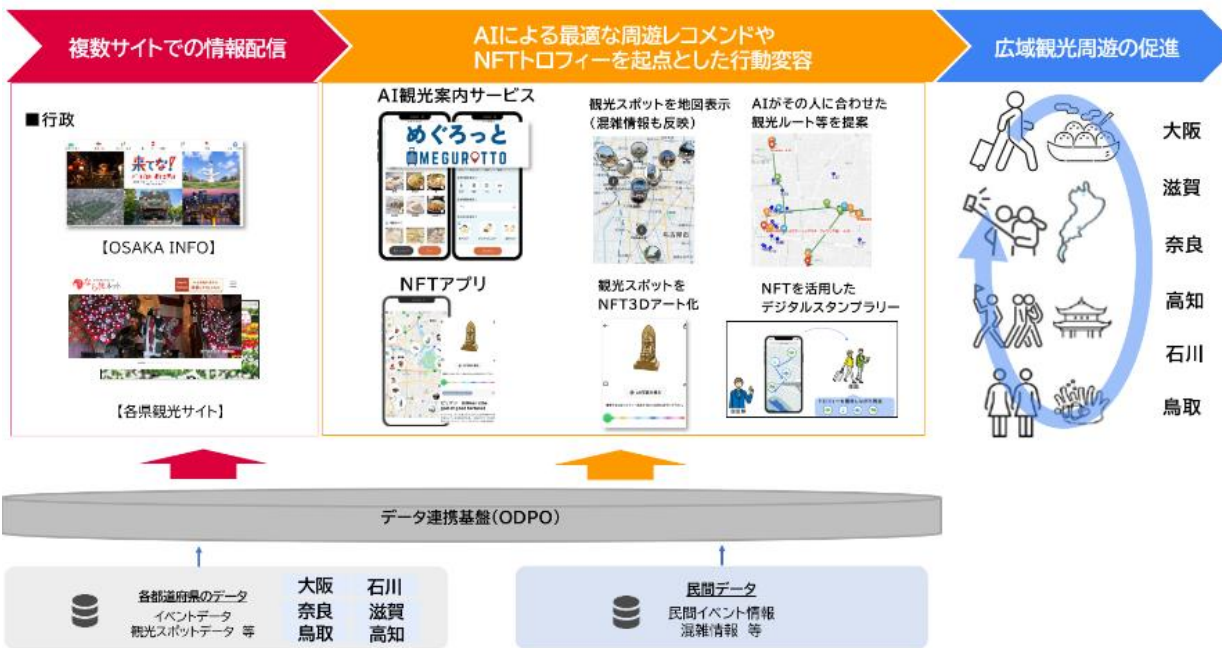 複数サイトでの情報配信
AIによる最適な周遊レコメンドや
NFTトロフィーを起点とした行動変容
広域観光周遊の促進
■行政
来てな!
【OSAKA INFO】
【各県観光サイト】
AI観光案内サービス
めぐろっと
MEGUROTTO
観光スポットを地図表示
(混雑情報も反映)
名古屋市
AIがその人に合わせた
観光ルート等を提案
NFTアプリ
観光スポットを
NFT3Dアート化
NFTを活用した
デジタルスタンプラリー
大阪
滋賀
奈良
高知
石川
鳥取
データ連携基盤(ODPO)
各都道府県のデータ
イベントデータ
観光スポットデータ 等
大阪 石川
奈良 滋賀
鳥取 高知
民間データ
民間イベント情報
混雑情報 等